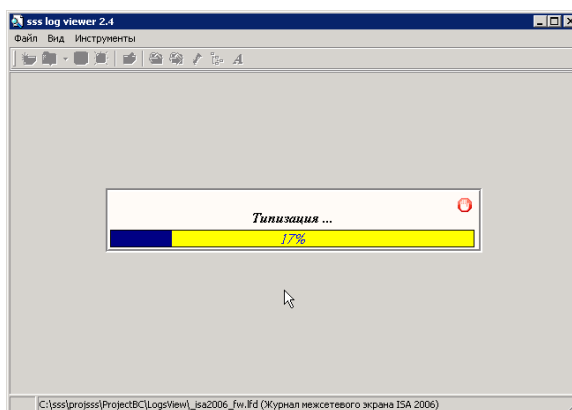 sss log viewer 2.4
Файл Вид Инструменты
A
Типизация ...
17%
C:\sss\projsss\ProjectBC\LogsView\_isa2006_fw.lfd (Журнал межсетевого экрана ISA 2006)